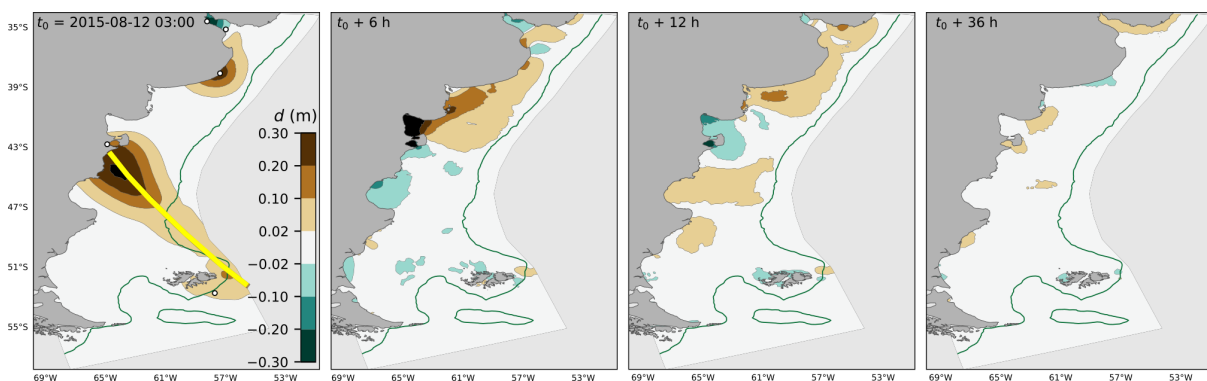 t₀ = 2015-08-12 03:00
t₀ + 6 h
t₀ + 12 h
t₀ + 36 h
35°S
39°S
43°S
47°S
51°S
55°S
d (m)
0.30
0.20
0.10
0.02
−0.02
−0.10
−0.20
−0.30
69°W 65°W 61°W 57°W 53°W
69°W 65°W 61°W 57°W 53°W
69°W 65°W 61°W 57°W 53°W
69°W 65°W 61°W 57°W 53°W